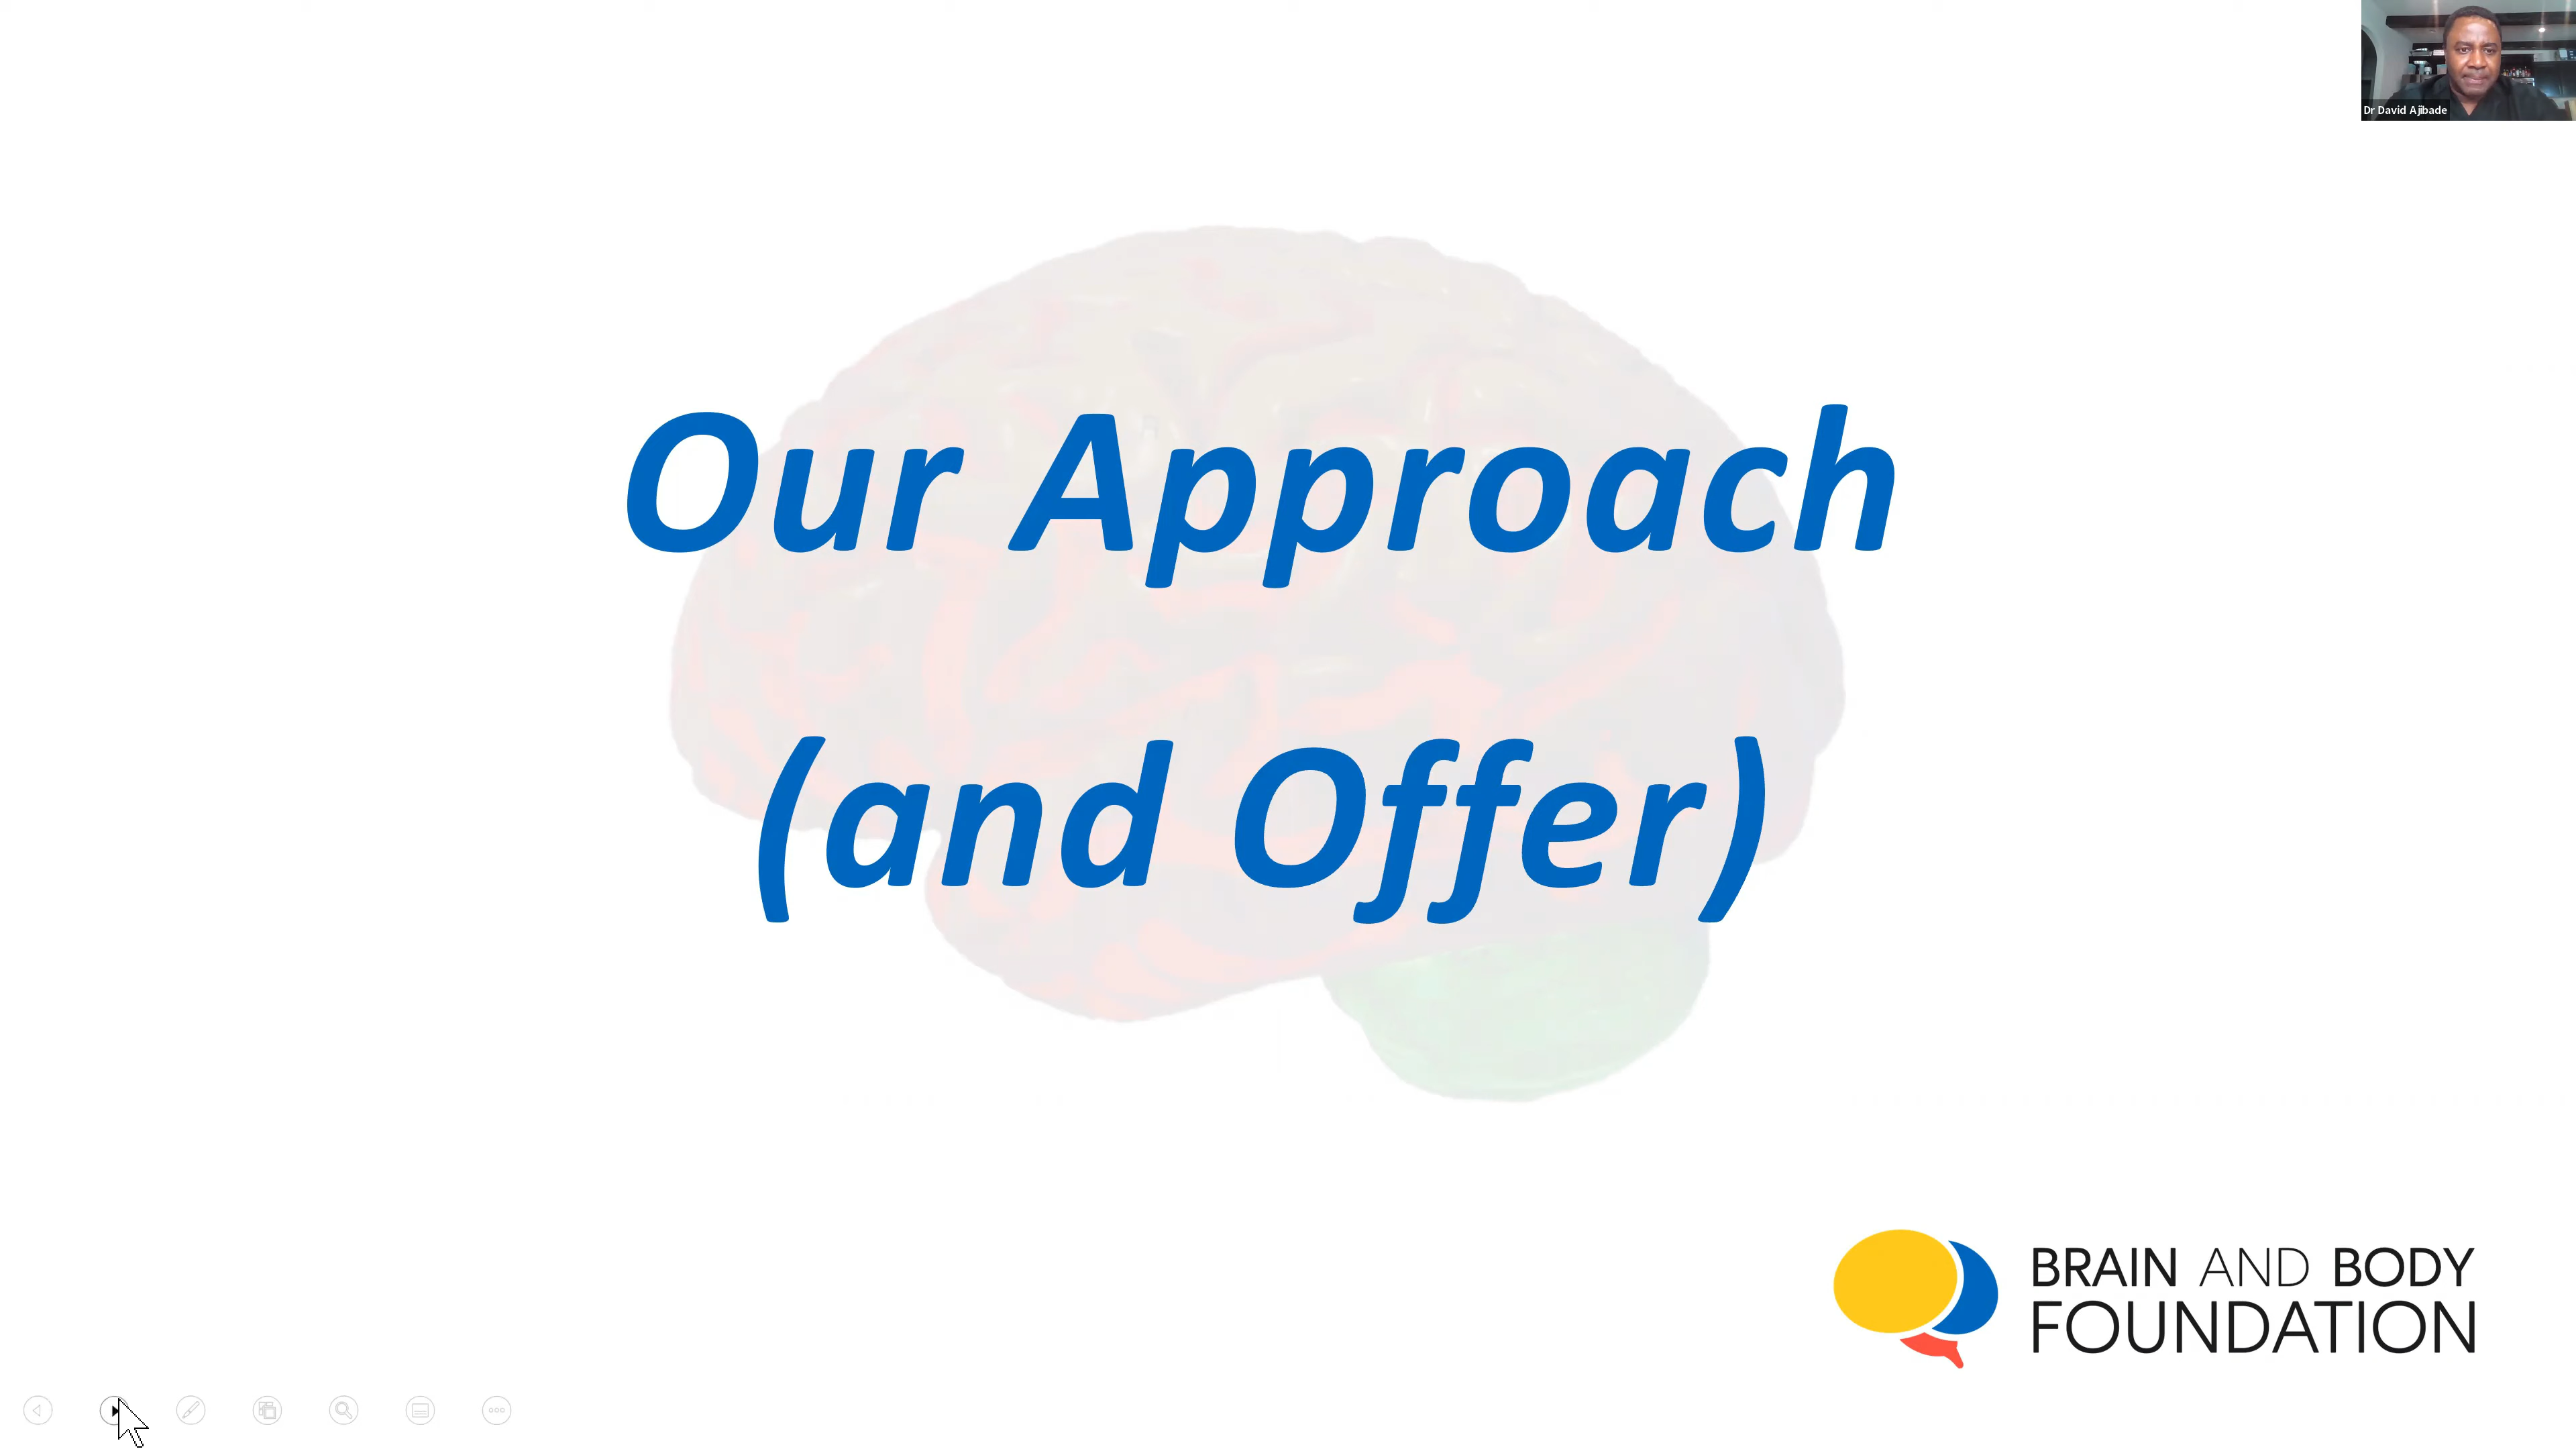 Dr David Ajibade
Our Approach
(and Offer)
BRAIN AND BODY
FOUNDATION